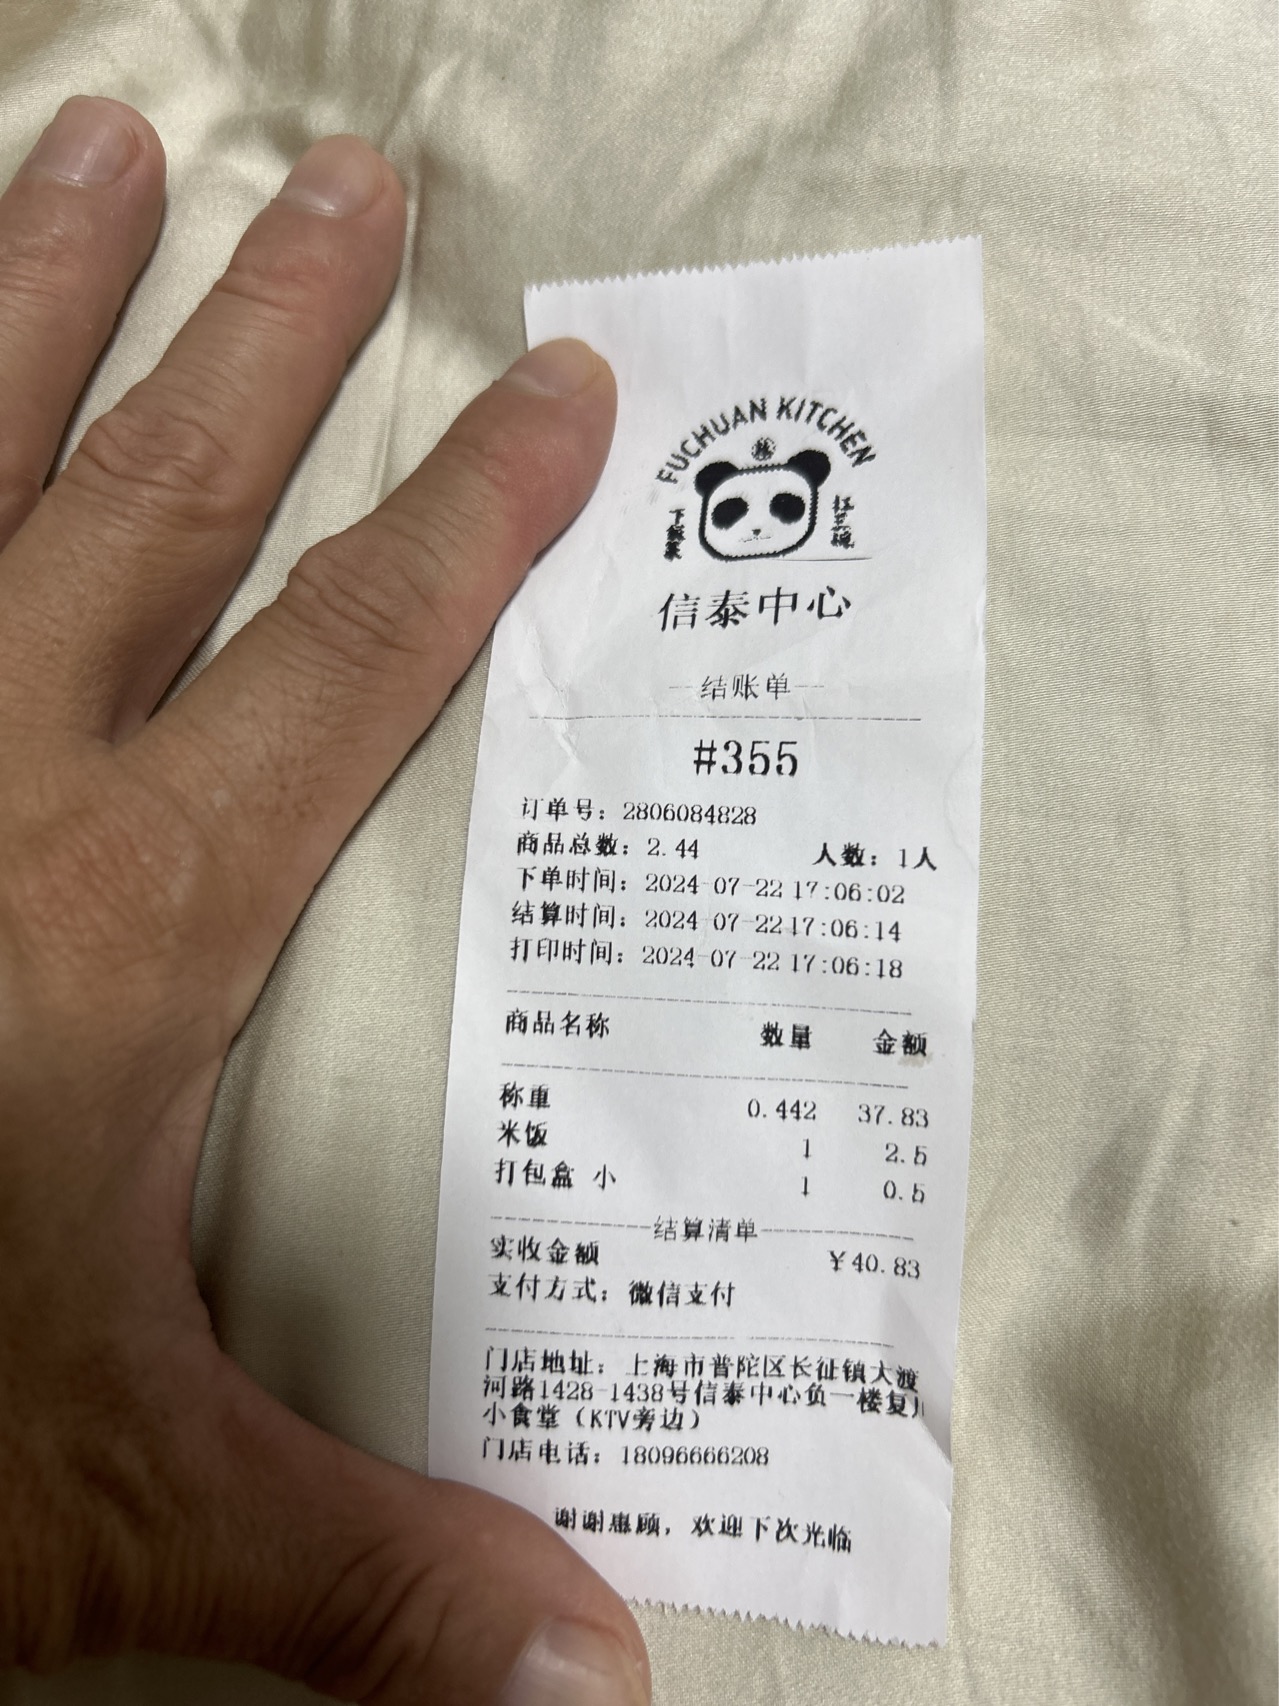 FUCHUAN KITCHEN
下饭菜
扛三碗
信泰中心
结账单
#355
订单号：2806084828
商品总数：2.44 人数：1人
下单时间：2024-07-22 17:06:02
结算时间：2024-07-22 17:06:14
打印时间：2024-07-22 17:06:18
商品名称 数量 金额
称重 0.442 37.83
米饭 1 2.5
打包盒 小 1 0.5
结算清单
实收金额 ￥40.83
支付方式：微信支付
门店地址：上海市普陀区长征镇大渡
河路1428-1438号信泰中心负一楼复川
小食堂（KTV旁边）
门店电话：18096666208
谢谢惠顾，欢迎下次光临